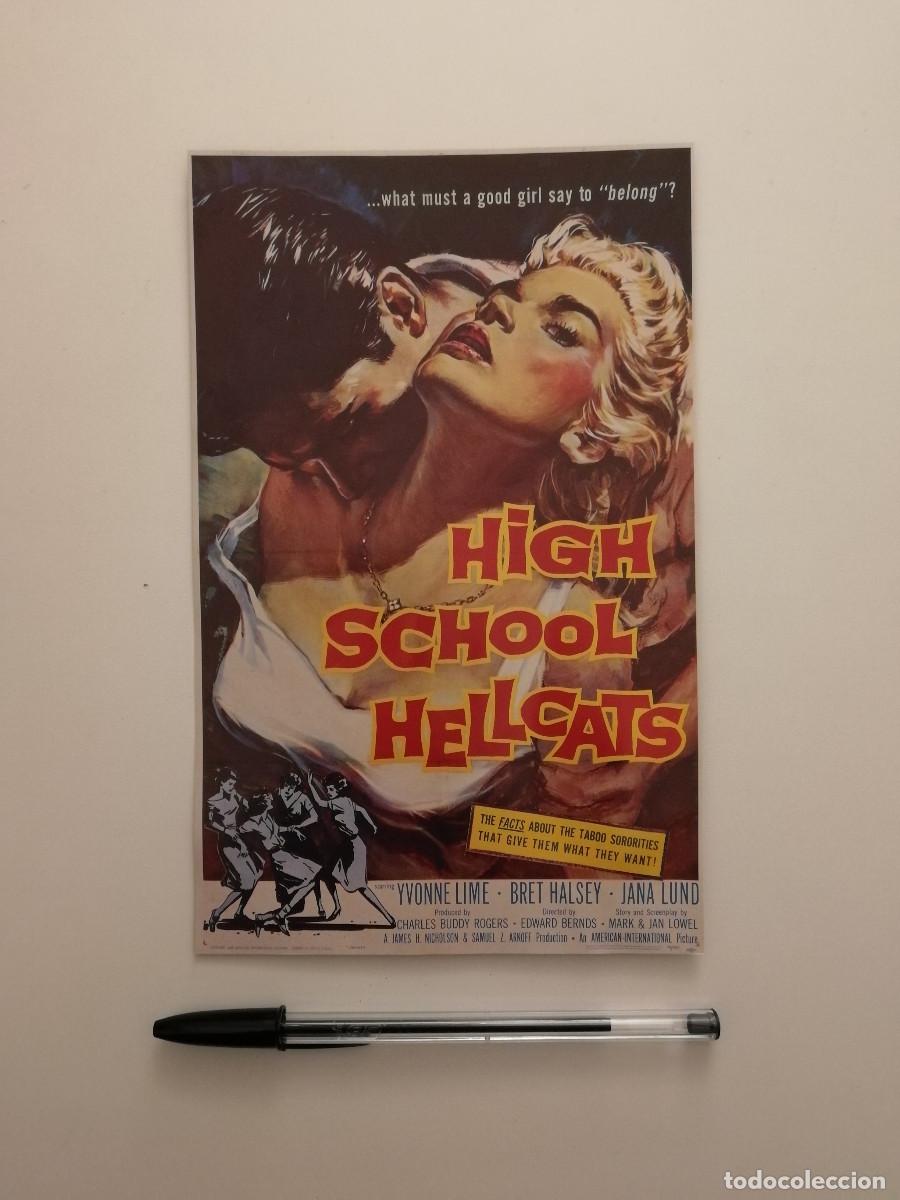 ...what must a good girl say to "belong"?
HiGH
SCHOOL
HELLCATS
THE FACTS ABOUT THE TABOO SORORITIES
THAT GIVE THEM WHAT THEY WANT!
starring YVONNE LIME · BRET HALSEY · JANA LUND
Produced by Directed by Story and Screenplay by
CHARLES BUDDY ROGERS · EDWARD BERNDS · MARK & JAN LOWEL
A JAMES H. NICHOLSON & SAMUEL Z. ARKOFF Production · An AMERICAN-INTERNATIONAL Picture
todocoleccion